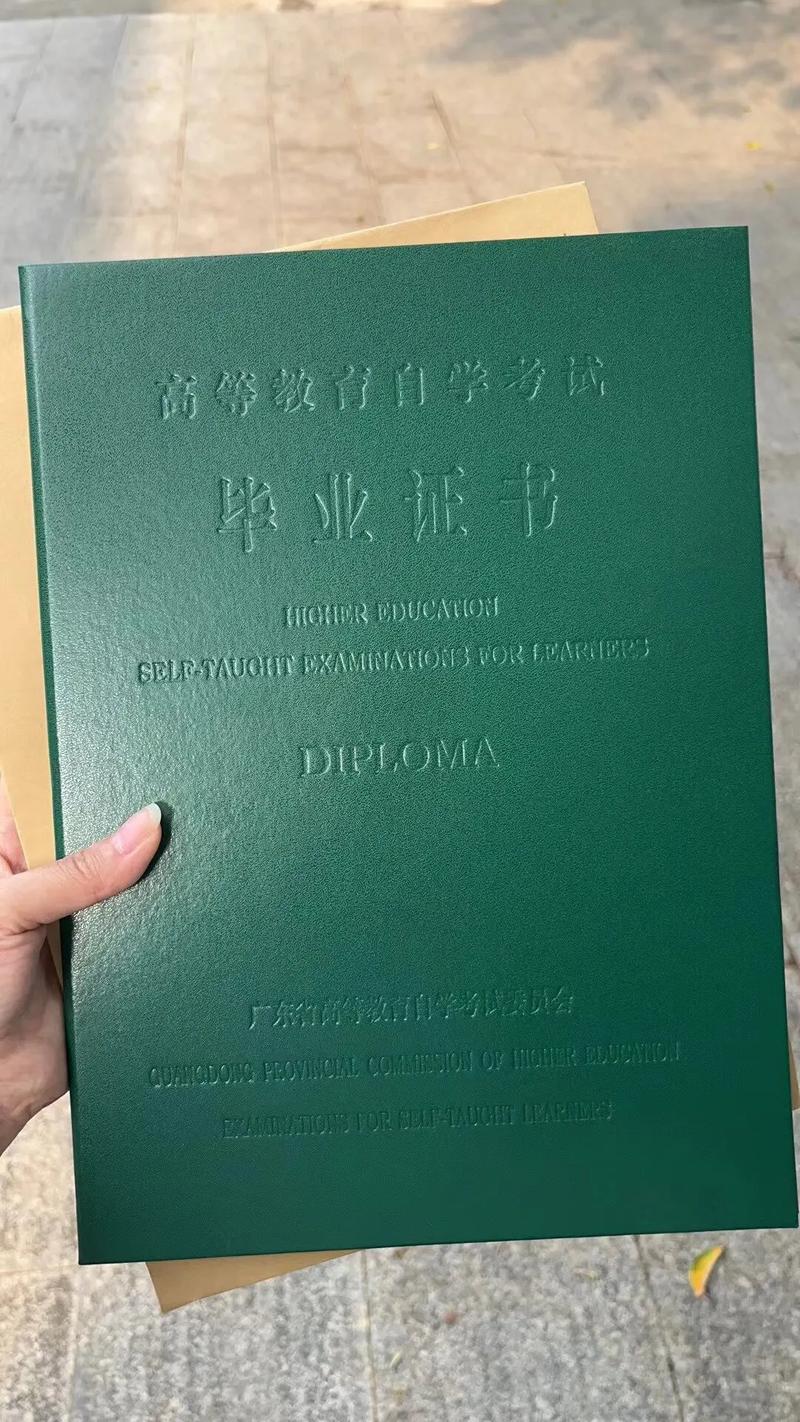 高等教育自学考试
毕业证书
HIGHER EDUCATION
SELF-TAUGHT EXAMINATIONS FOR LEARNERS
DIPLOMA
广东省高等教育自学考试委员会
GUANGDONG PROVINCIAL COMMISSION OF HIGHER EDUCATION
EXAMINATIONS FOR SELF-TAUGHT LEARNERS